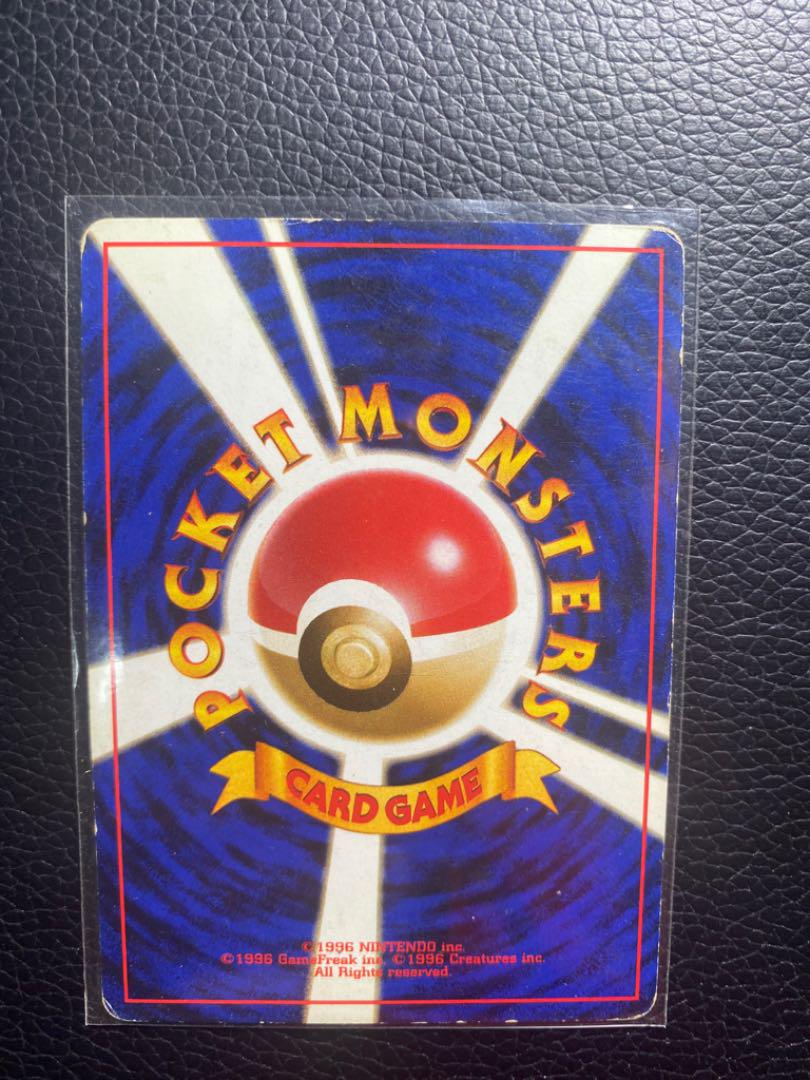 POCKET MONSTERS
CARD GAME
©1996 NINTENDO inc.
©1996 GameFreak inc. ©1996 Creatures inc.
All Rights reserved.